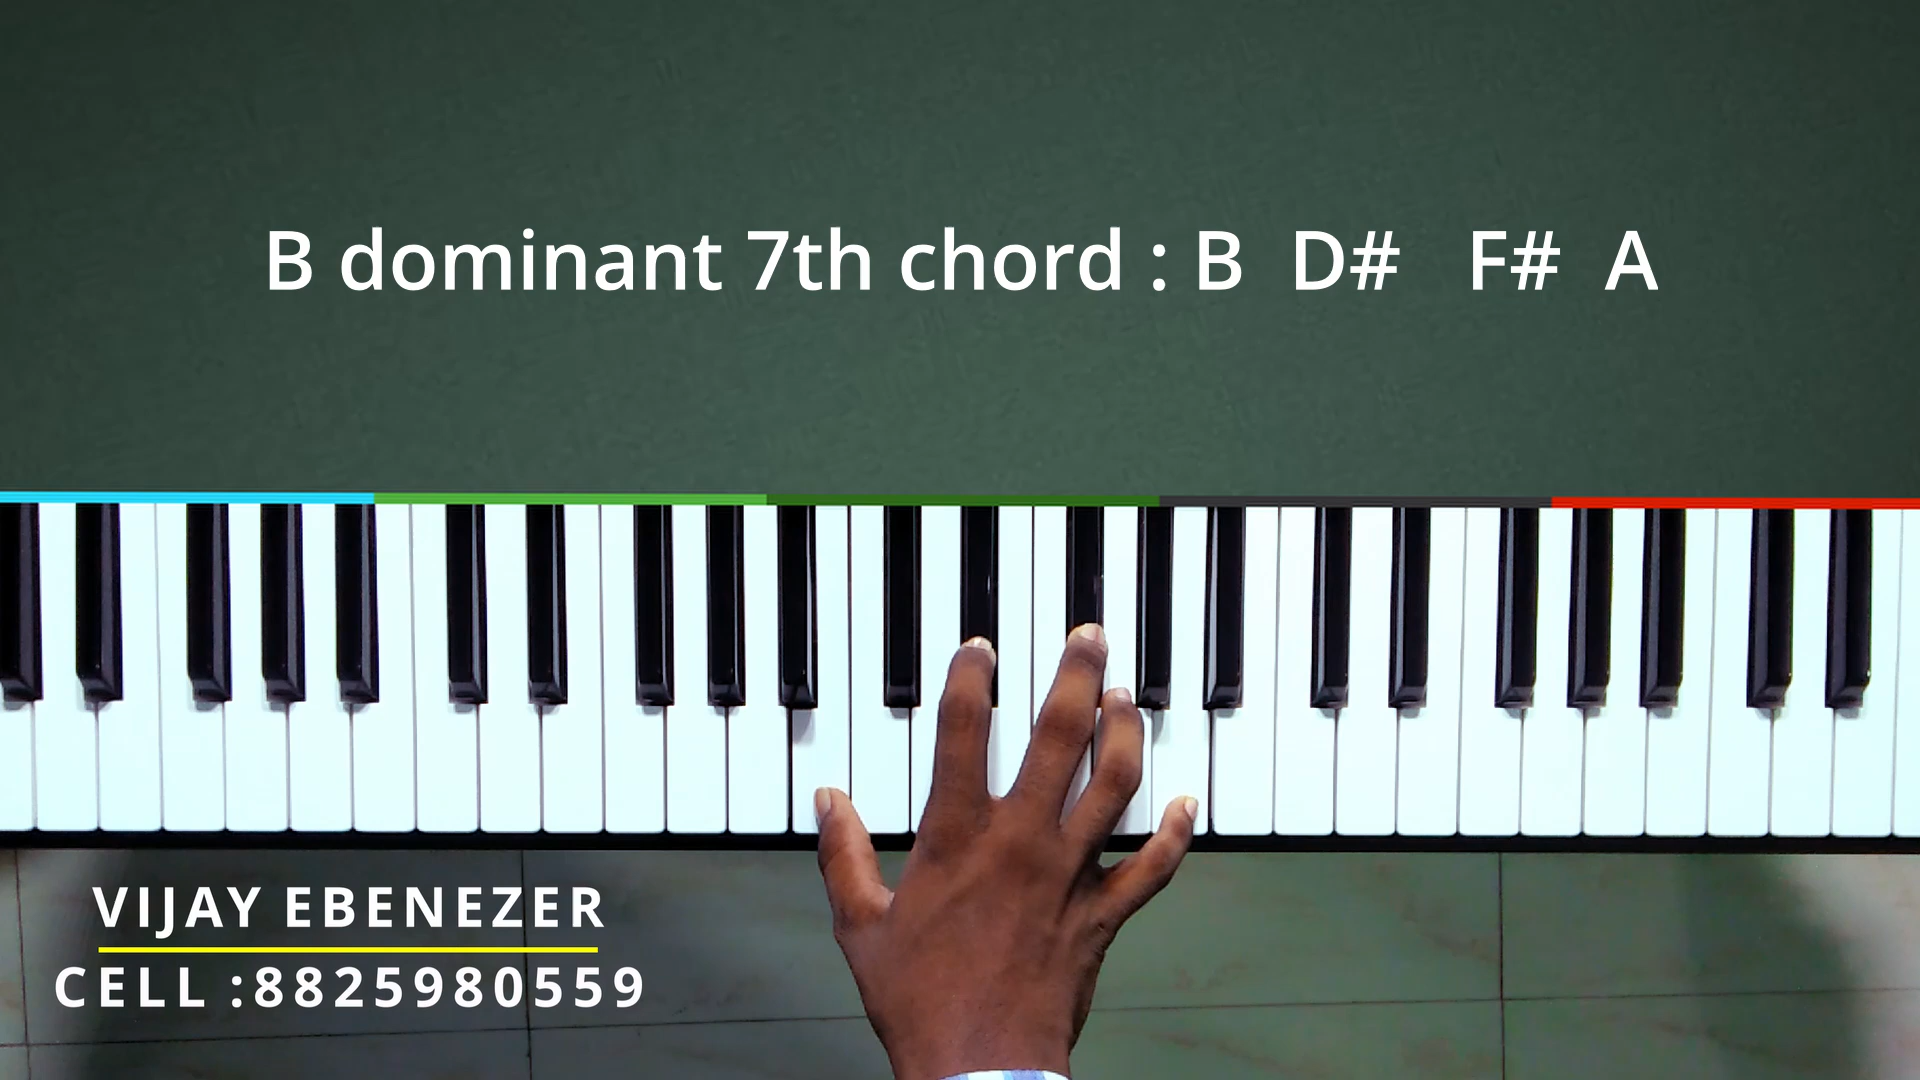 B dominant 7th chord : B D# F# A
VIJAY EBENEZER
CELL :8825980559